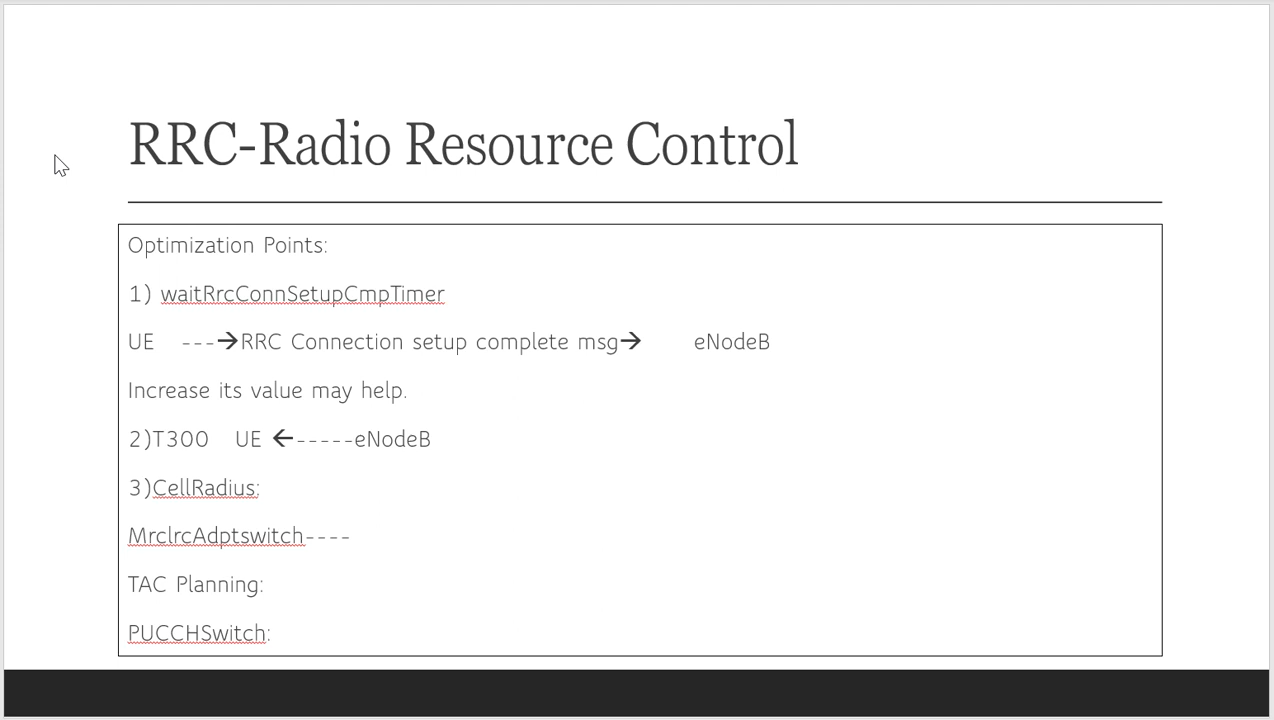 RRC-Radio Resource Control
Optimization Points:
1) waitRrcConnSetupCmpTimer
UE ---→RRC Connection setup complete msg→ eNodeB
Increase its value may help.
2)T300 UE ←-----eNodeB
3)CellRadius:
MrclrcAdptswitch----
TAC Planning:
PUCCHSwitch: